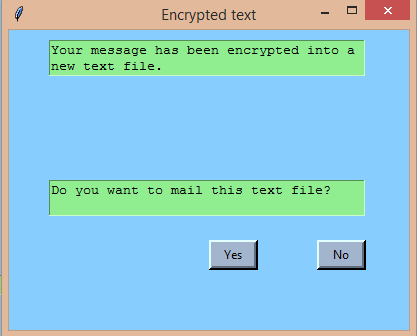 Encrypted text
Your message has been encrypted into a
new text file.
Do you want to mail this text file?
Yes
No